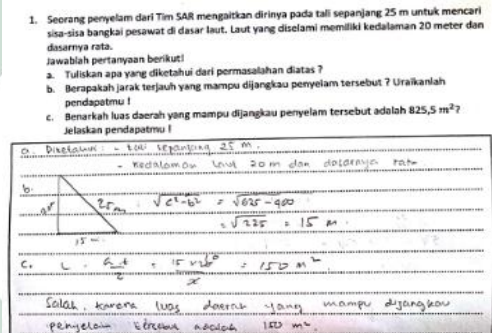 1. Seorang penyelam dari Tim SAR mengaitkan dirinya pada tali sepanjang 25 m untuk mencari
sisa-sisa bangkai pesawat di dasar laut. Laut yang diselami memiliki kedalaman 20 meter dan
dasarnya rata.
Jawablah pertanyaan berikut!
a. Tuliskan apa yang diketahui dari permasalahan diatas ?
b. Berapakah jarak terjauh yang mampu dijangkau penyelam tersebut ? Uraikanlah
pendapatmu !
c. Benarkah luas daerah yang mampu dijangkau penyelam tersebut adalah 825,5 m²?
Jelaskan pendapatmu !
a. Diketahui : - tali sepanjang 25 m.
- Kedalaman laut 20 m dan dasarnya rata
b. 25 m √c²-b² = √625-400
= √225 = 15 m.
15 m.
c. L = a.t/2 = 15 x 20/2 = 150 m²
Salah, karena luas daerah yang mampu dijangkau
penyelam tersebut adalah 150 m².